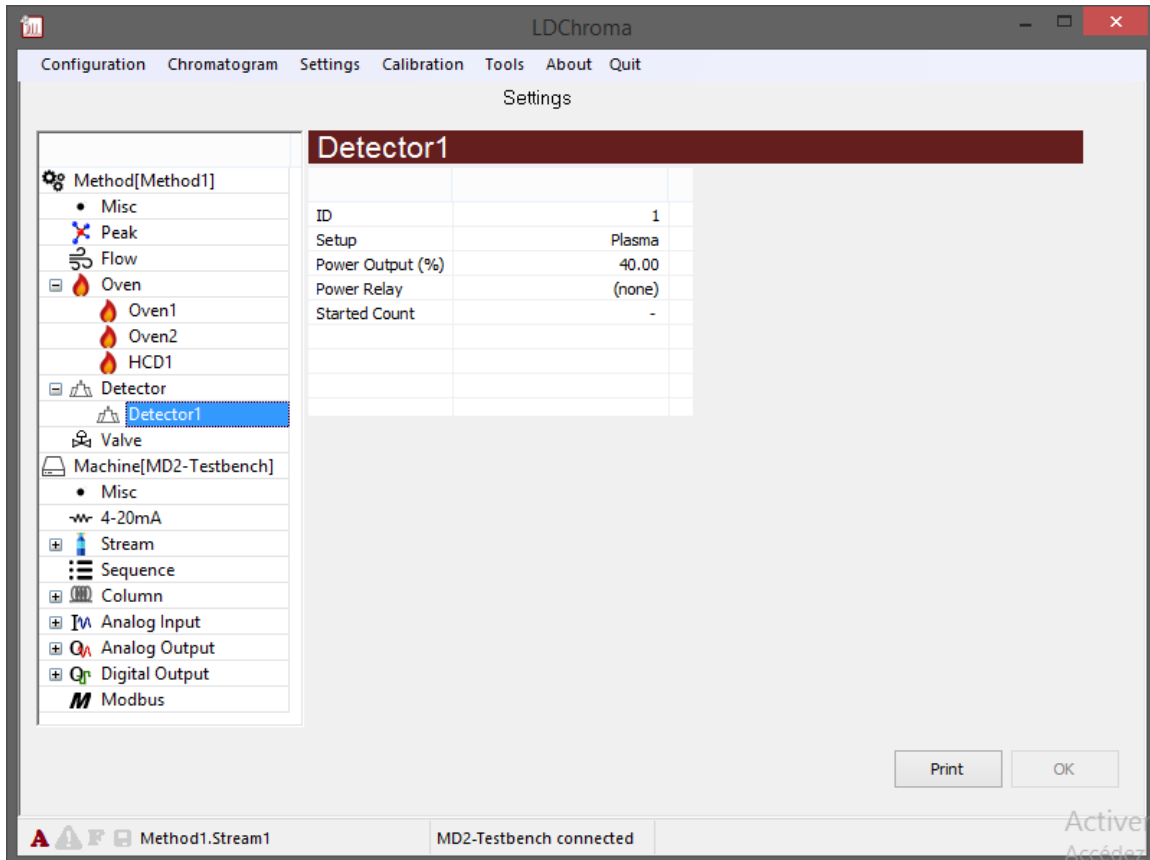 LDChroma
Configuration Chromatogram Settings Calibration Tools About Quit
Settings
Detector1
Method[Method1]
Misc
Peak
Flow
Oven
Oven1
Oven2
HCD1
Detector
Detector1
Valve
Machine[MD2-Testbench]
Misc
4-20mA
Stream
Sequence
Column
Analog Input
Analog Output
Digital Output
Modbus
ID 1
Setup Plasma
Power Output (%) 40.00
Power Relay (none)
Started Count -
Print OK
A F Method1.Stream1 MD2-Testbench connected
Activer
Accédez